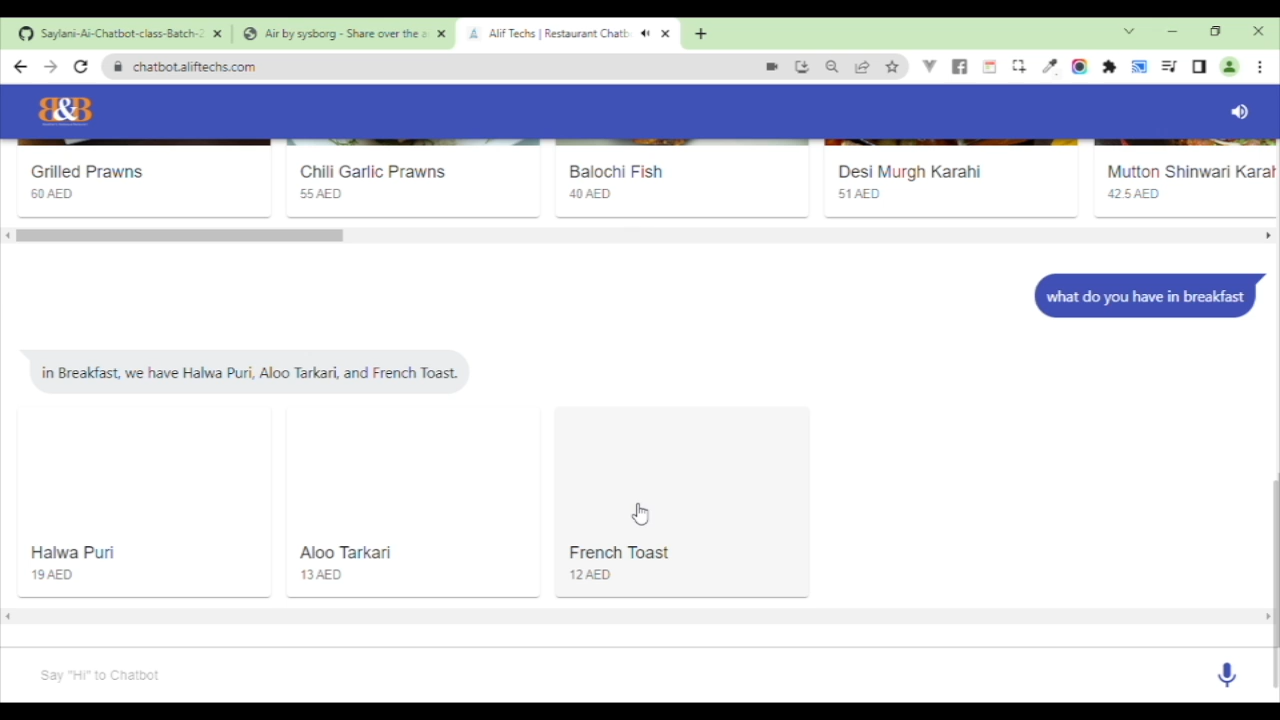 Saylani-Ai-Chatbot-class-Batch-2
Air by sysborg - Share over the a
Alif Techs | Restaurant Chatb
chatbot.aliftechs.com
B&B
Grilled Prawns
60 AED
Chili Garlic Prawns
55 AED
Balochi Fish
40 AED
Desi Murgh Karahi
51 AED
Mutton Shinwari Karah
42.5 AED
what do you have in breakfast
in Breakfast, we have Halwa Puri, Aloo Tarkari, and French Toast.
Halwa Puri
19 AED
Aloo Tarkari
13 AED
French Toast
12 AED
Say "Hi" to Chatbot